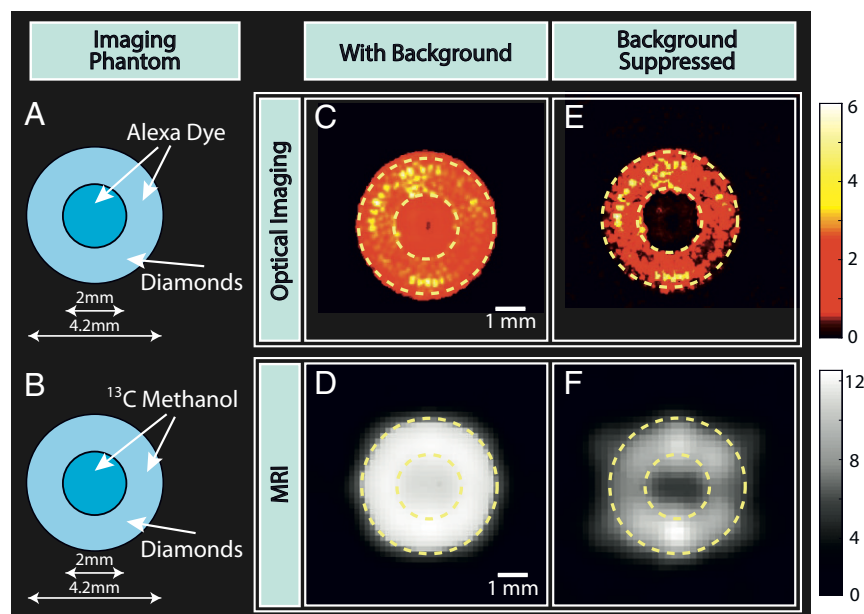 Imaging
Phantom
With Background
Background
Suppressed
A
Alexa Dye
Diamonds
2mm
4.2mm
Optical Imaging
C
1 mm
E
6
4
2
0
B
¹³C Methanol
Diamonds
2mm
4.2mm
MRI
D
1 mm
F
12
8
4
0